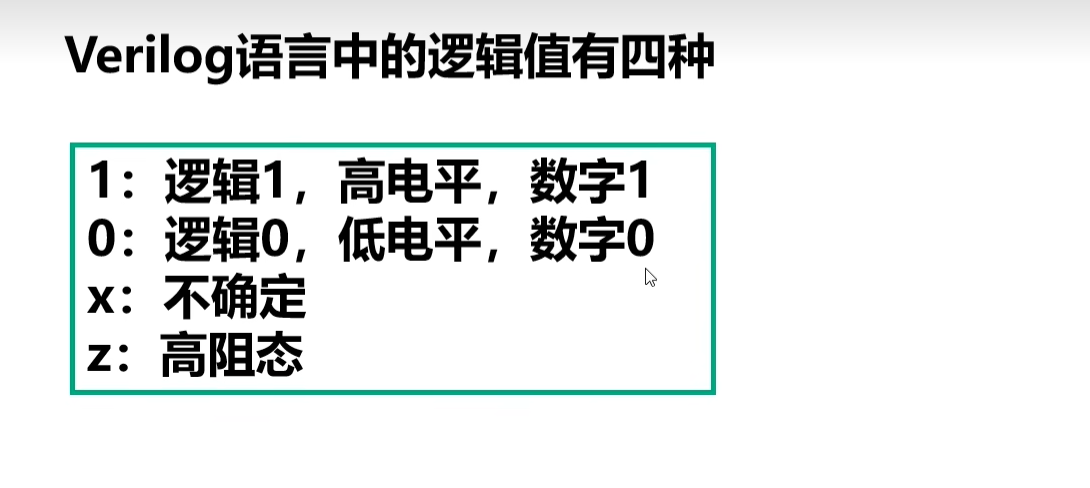 Verilog语言中的逻辑值有四种
1：逻辑1，高电平，数字1
0：逻辑0，低电平，数字0
x：不确定
z：高阻态